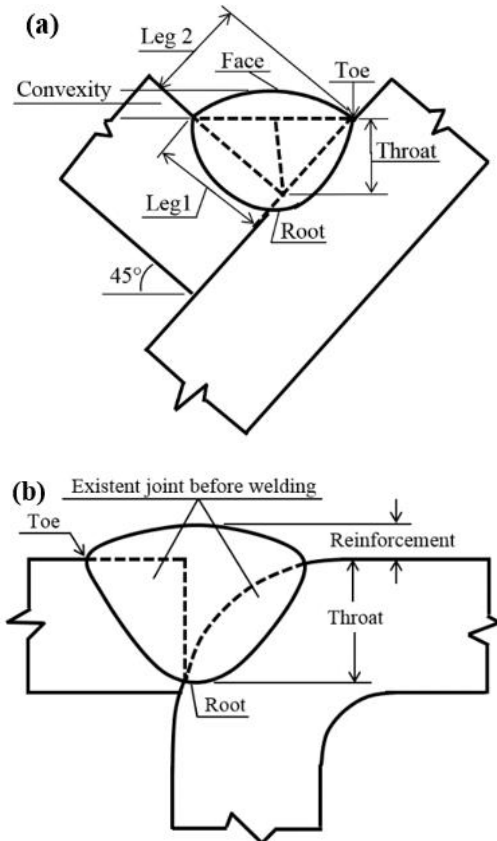 (a)
Leg 2
Face
Convexity
Toe
Throat
Leg1
Root
45°
(b)
Existent joint before welding
Toe
Reinforcement
Throat
Root